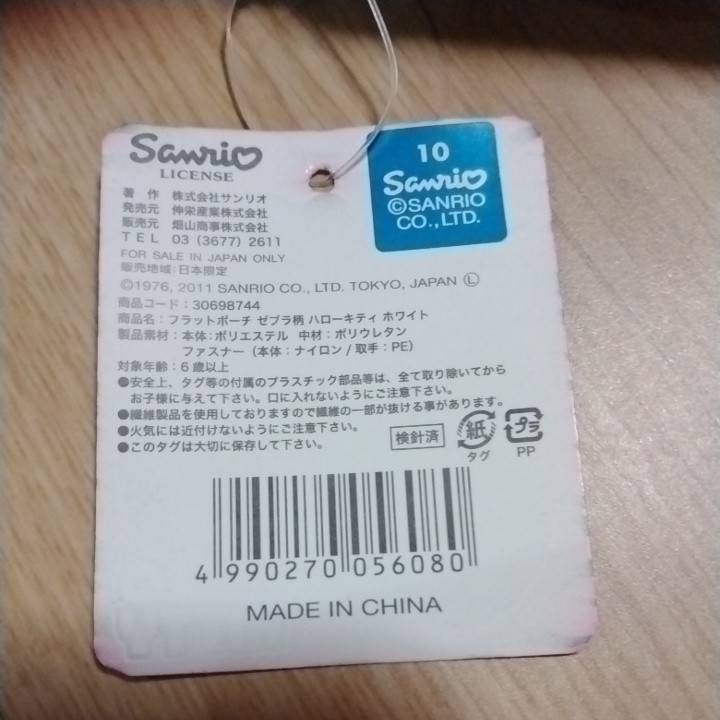 Sanrio
LICENSE
10
Sanrio
©SANRIO
CO.,LTD.
著 作 株式会社サンリオ
発売元 伸栄産業株式会社
販売元 畑山商事株式会社
TEL 03 (3677) 2611
FOR SALE IN JAPAN ONLY
販売地域:日本限定
©1976, 2011 SANRIO CO., LTD. TOKYO, JAPAN Ⓛ
商品コード:30698744
商品名:フラットポーチ ゼブラ柄 ハローキティ ホワイト
製品素材:本体:ポリエステル 中材:ポリウレタン
ファスナー(本体:ナイロン / 取手:PE)
対象年齢:6歳以上
●安全上、タグ等の付属のプラスチック部品等は、全て取り除いてから
お子様に与えて下さい。口に入れないようにご注意下さい。
●繊維製品を使用しておりますので繊維の一部が抜ける事があります。
●火気には近付けないようにご注意下さい。
●このタグは大切に保存して下さい。
検針済
紙
タグ
プラ
PP
4 990270 056080
MADE IN CHINA